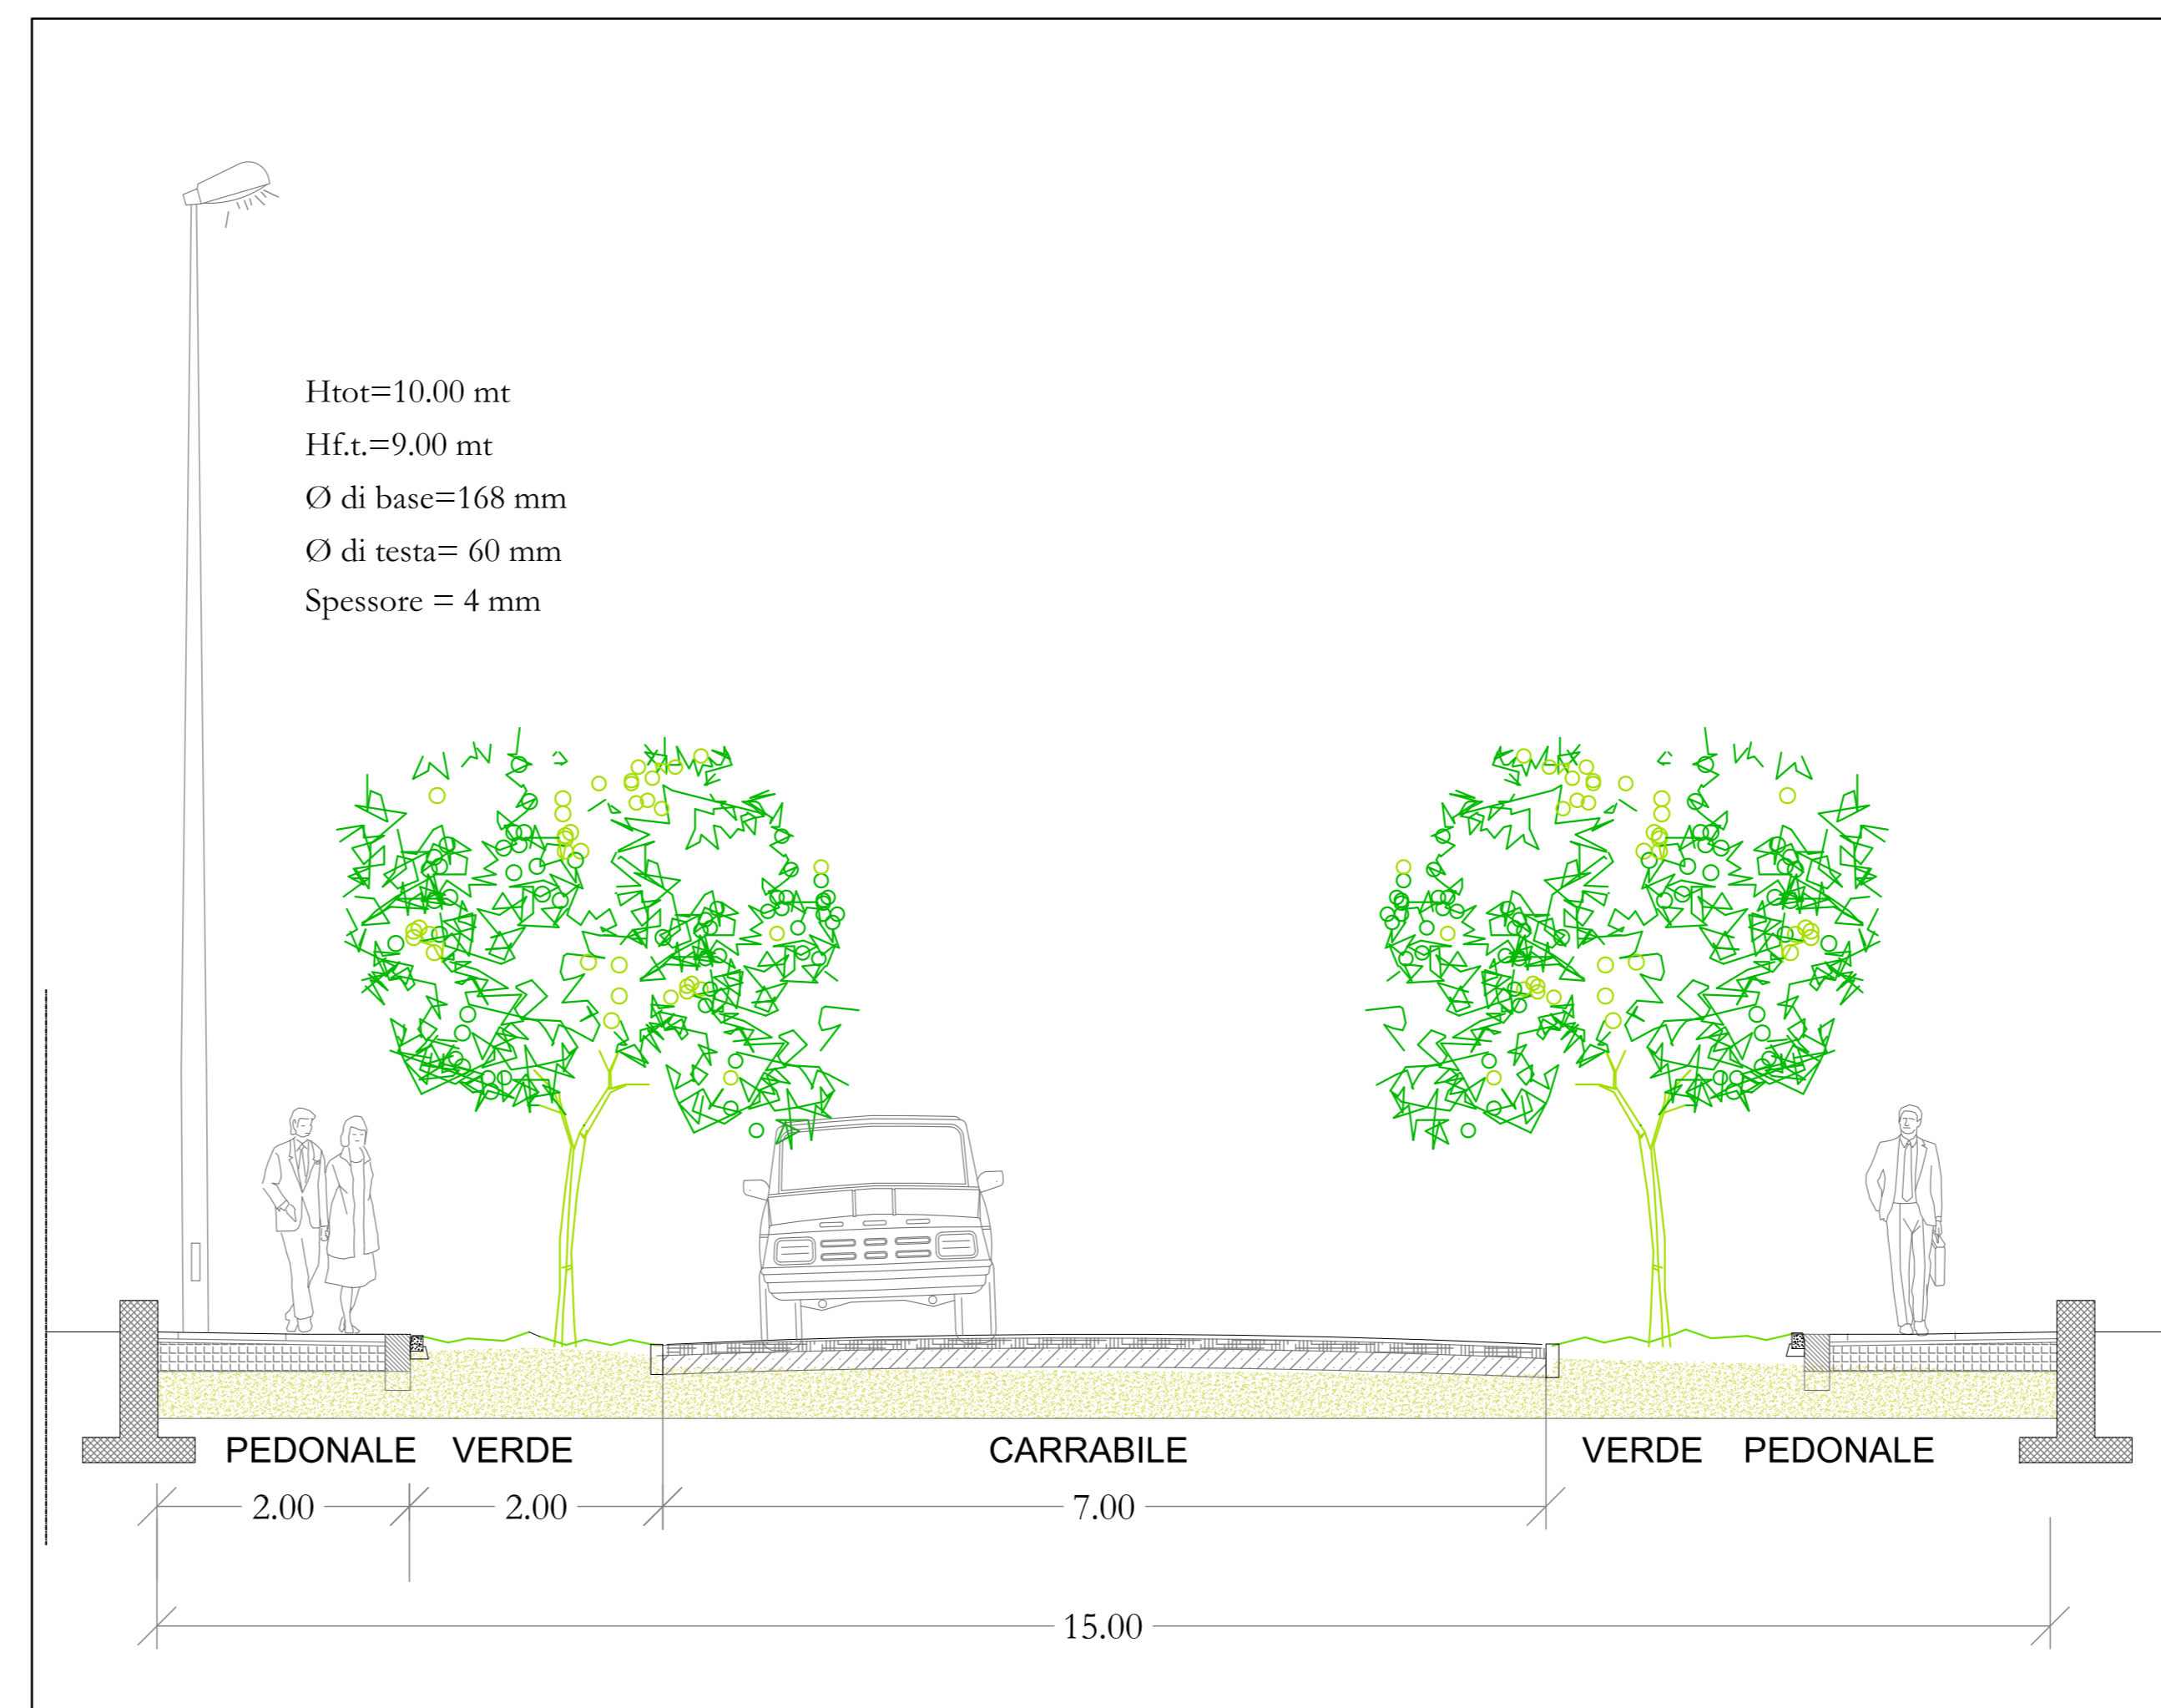 Htot=10.00 mt
Hf.t.=9.00 mt
Ø di base=168 mm
Ø di testa= 60 mm
Spessore = 4 mm
PEDONALE VERDE CARRABILE VERDE PEDONALE
2.00 2.00 7.00
15.00